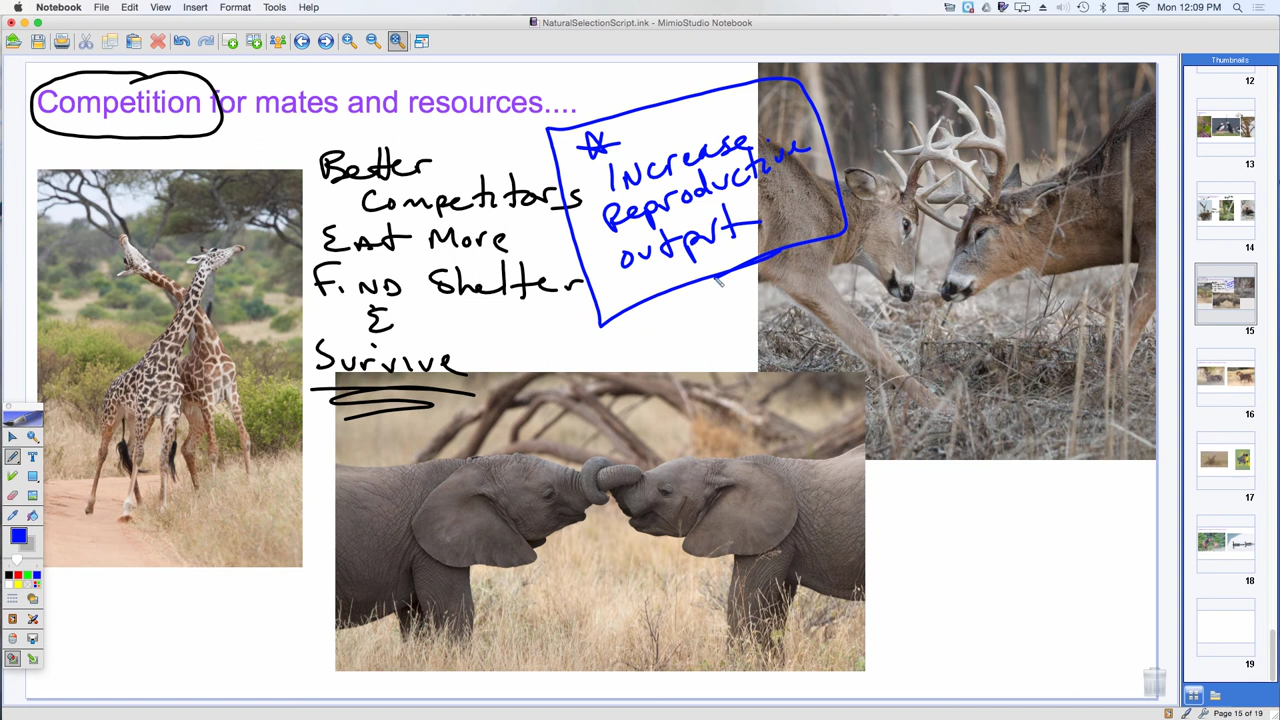 Notebook File Edit View Insert Format Tools Help
Mon 12:09 PM
NaturalSelectionScript.ink - MimioStudio Notebook
Thumbnails
Competition for mates and resources....
Better
Competitors
Eat More
Find Shelter
&
Survive
Increase
Reproductive
output
12
13
14
15
16
17
18
19
Page 15 of 19